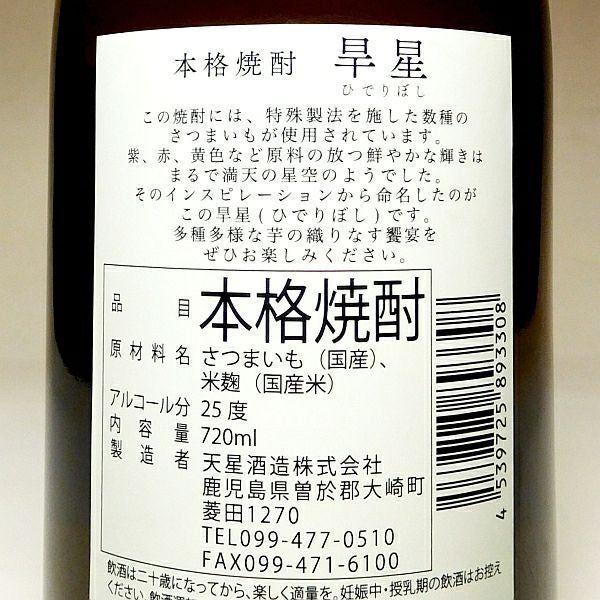 本格焼酎 旱星
ひでりぼし
この焼酎には、特殊製法を施した数種の
さつまいもが使用されています。
紫、赤、黄色など原料の放つ鮮やかな輝きは
まるで満天の星空のようでした。
そのインスピレーションから命名したのが
この旱星(ひでりぼし)です。
多種多様な芋の織りなす饗宴を
ぜひお楽しみください。
品目 本格焼酎
原材料名 さつまいも（国産）、
米麹（国産米）
アルコール分 25度
内容量 720ml
製造者 天星酒造株式会社
鹿児島県曽於郡大崎町
菱田1270
TEL099-477-0510
FAX099-471-6100
4 539725 893308
飲酒は二十歳になってから、楽しく適量を。妊娠中・授乳期の飲酒はお控え
ください。飲酒運